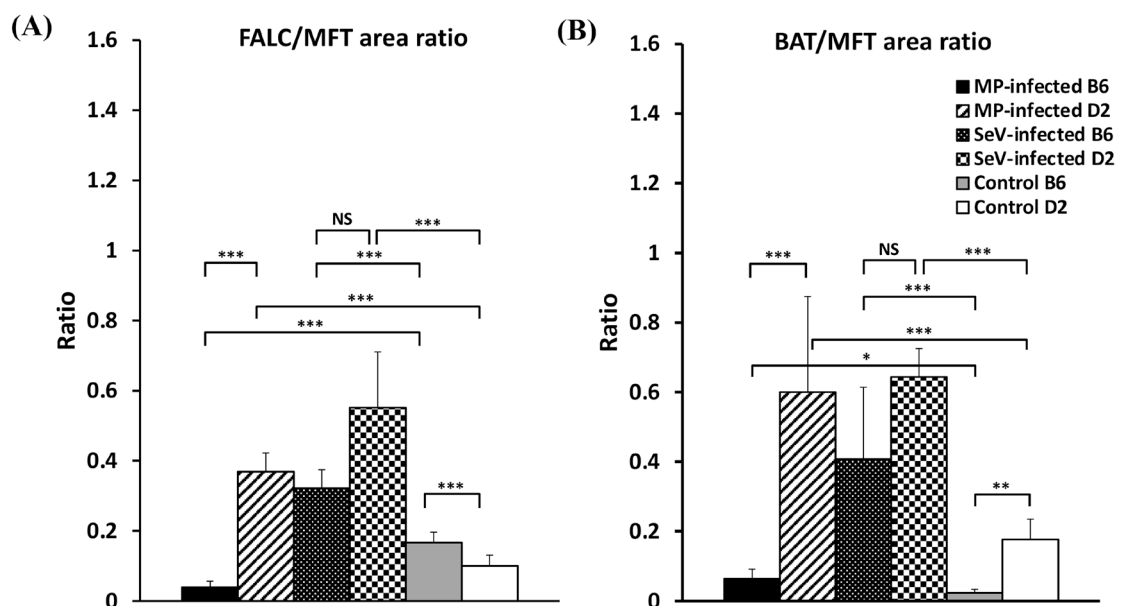 (A)
FALC/MFT area ratio
1.6
1.4
1.2
1
0.8
0.6
0.4
0.2
0
Ratio
NS
***
***
***
***
***
***
(B)
BAT/MFT area ratio
1.6
1.4
1.2
1
0.8
0.6
0.4
0.2
0
Ratio
MP-infected B6
MP-infected D2
SeV-infected B6
SeV-infected D2
Control B6
Control D2
NS
***
***
***
***
*
**